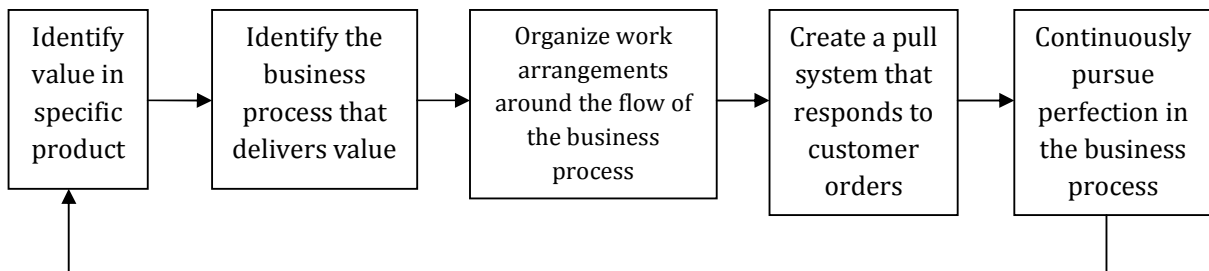 Identify
value in
specific
product
Identify the
business
process that
delivers value
Organize work
arrangements
around the flow of
the business
process
Create a pull
system that
responds to
customer
orders
Continuously
pursue
perfection in
the business
process